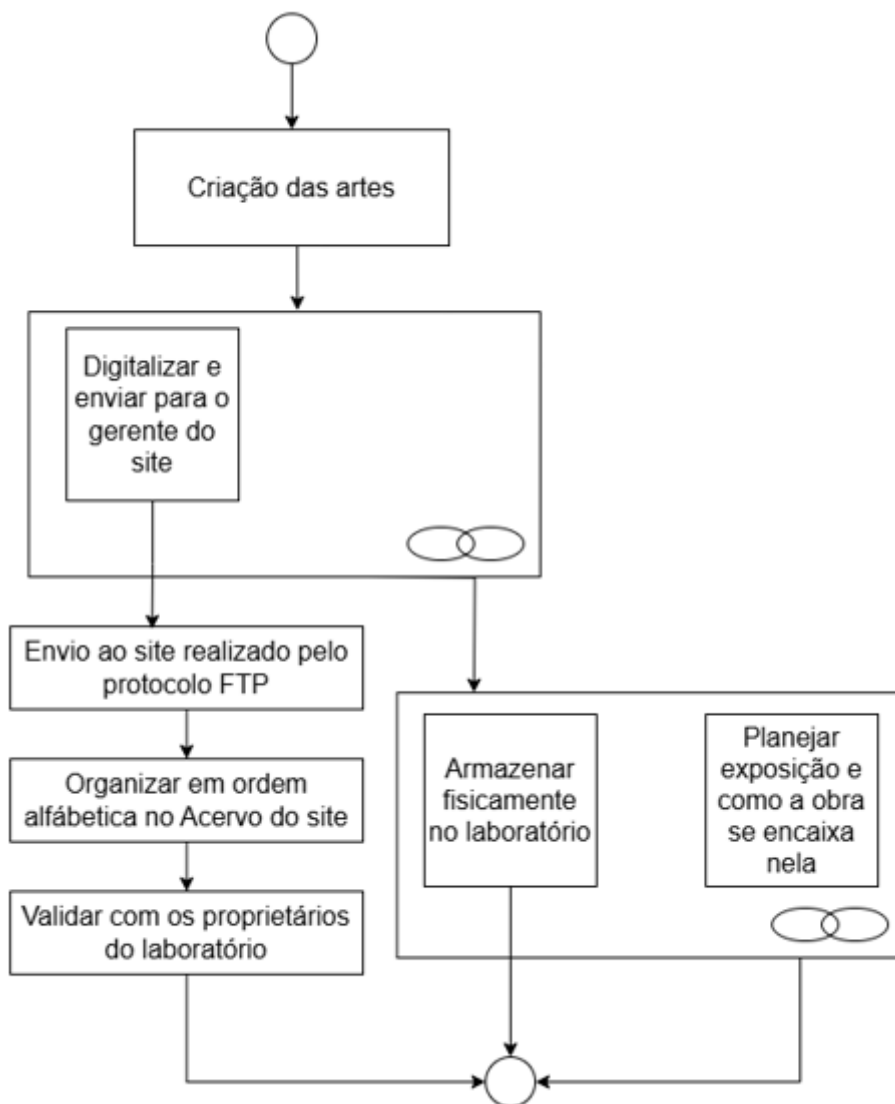 Criação das artes
Digitalizar e
enviar para o
gerente do
site
Envio ao site realizado pelo
protocolo FTP
Organizar em ordem
alfábetica no Acervo do site
Validar com os proprietários
do laboratório
Armazenar
fisicamente
no laboratório
Planejar
exposição e
como a obra
se encaixa
nela